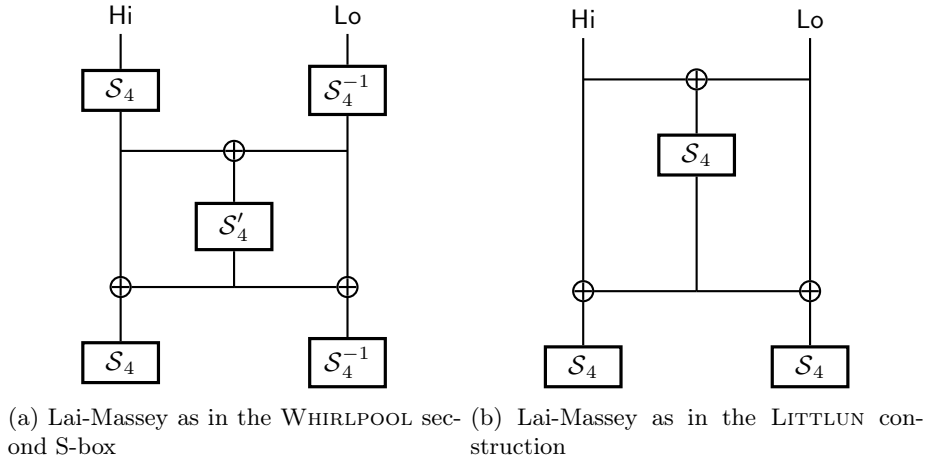 Hi Lo Hi Lo
𝒮₄ 𝒮₄⁻¹
𝒮₄
𝒮′₄
𝒮₄ 𝒮₄⁻¹ 𝒮₄ 𝒮₄
(a) Lai-Massey as in the WHIRLPOOL sec-
ond S-box
(b) Lai-Massey as in the LITTLUN con-
struction